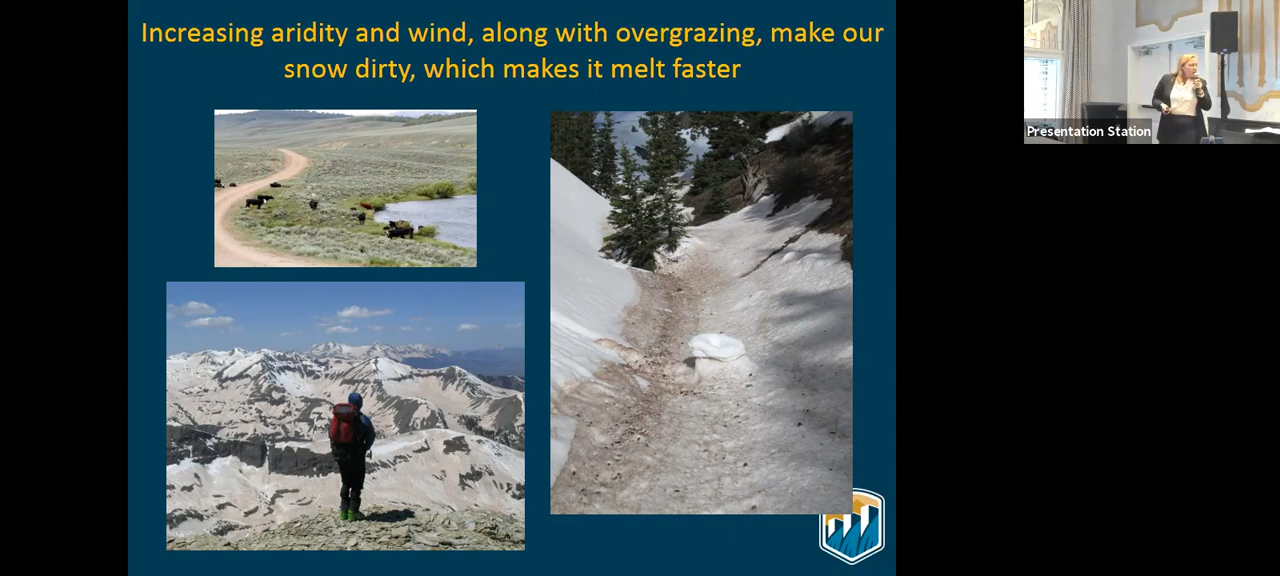 Increasing aridity and wind, along with overgrazing, make our
snow dirty, which makes it melt faster
Presentation Station